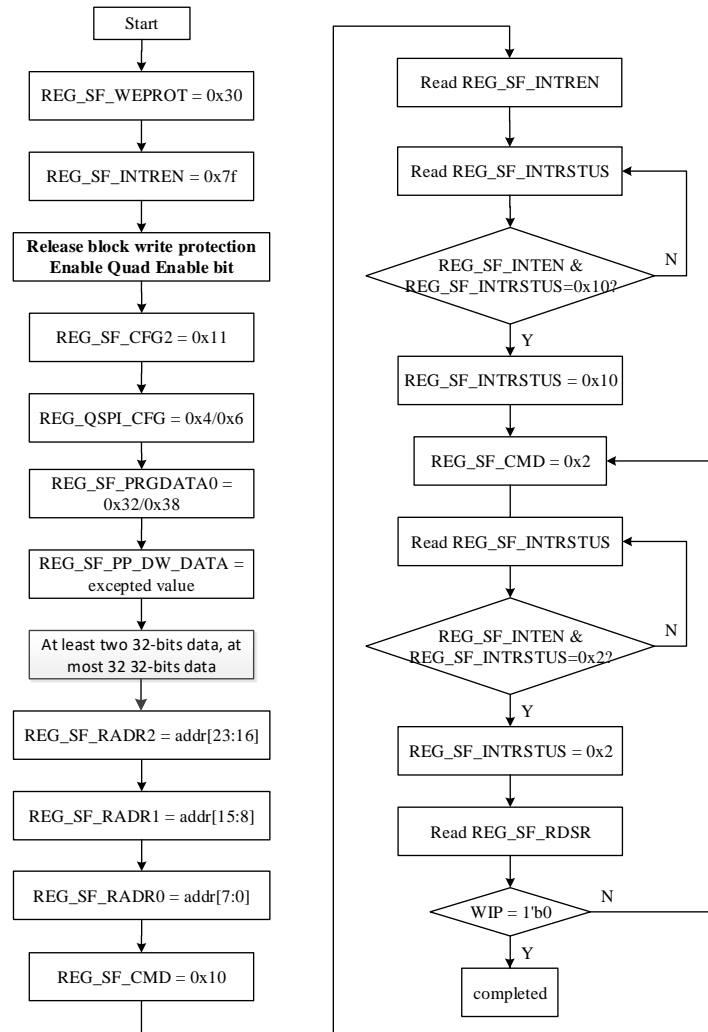 Start
REG_SF_WEPROT = 0x30
REG_SF_INTREN = 0x7f
Release block write protection
Enable Quad Enable bit
REG_SF_CFG2 = 0x11
REG_QSPI_CFG = 0x4/0x6
REG_SF_PRGDATA0 =
0x32/0x38
REG_SF_PP_DW_DATA =
excepted value
At least two 32-bits data, at
most 32 32-bits data
REG_SF_RADR2 = addr[23:16]
REG_SF_RADR1 = addr[15:8]
REG_SF_RADR0 = addr[7:0]
REG_SF_CMD = 0x10
Read REG_SF_INTREN
Read REG_SF_INTRSTUS
REG_SF_INTEN &
REG_SF_INTRSTUS=0x10?
N
Y
REG_SF_INTRSTUS = 0x10
REG_SF_CMD = 0x2
Read REG_SF_INTRSTUS
REG_SF_INTEN &
REG_SF_INTRSTUS=0x2?
N
Y
REG_SF_INTRSTUS = 0x2
Read REG_SF_RDSR
WIP = 1'b0
N
Y
completed